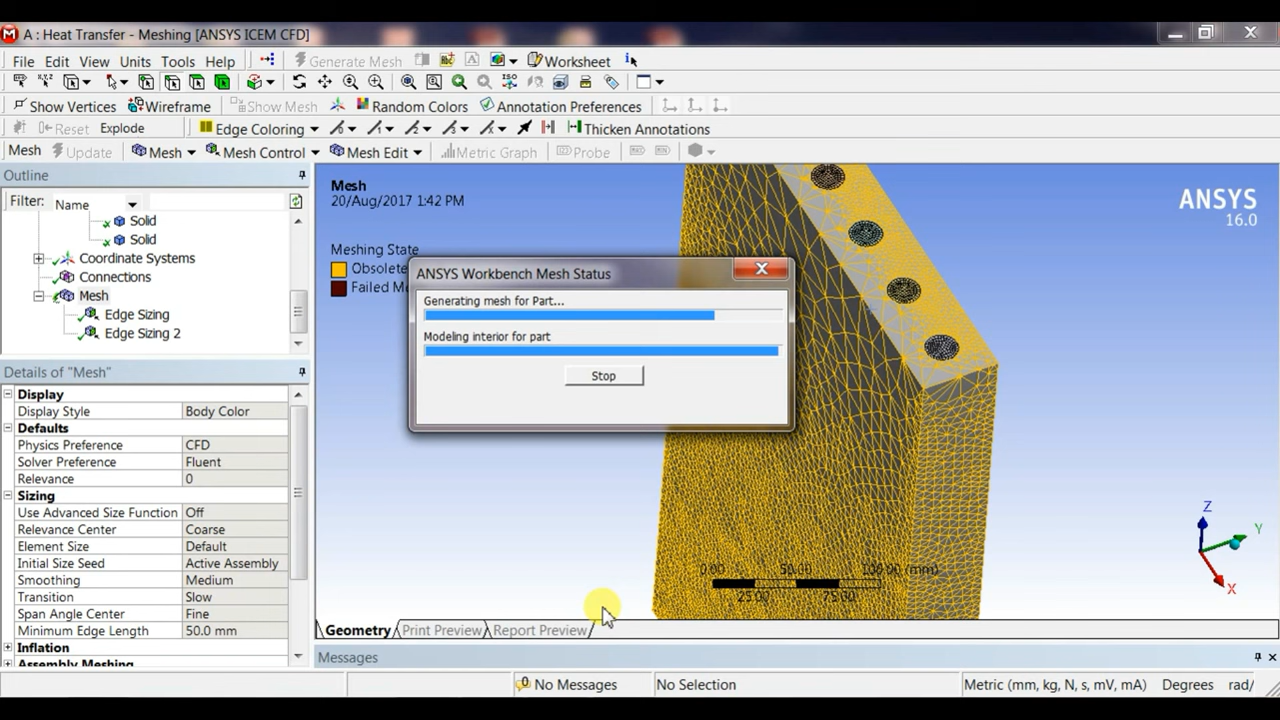 A : Heat Transfer - Meshing [ANSYS ICEM CFD]
File Edit View Units Tools Help Generate Mesh Worksheet
Show Vertices Wireframe Show Mesh Random Colors Annotation Preferences
Reset Explode Edge Coloring Thicken Annotations
Mesh Update Mesh Mesh Control Mesh Edit Metric Graph Probe
Outline
Filter: Name
Solid
Solid
Coordinate Systems
Connections
Mesh
Edge Sizing
Edge Sizing 2
Details of "Mesh"
Display
Display Style Body Color
Defaults
Physics Preference CFD
Solver Preference Fluent
Relevance 0
Sizing
Use Advanced Size Function Off
Relevance Center Coarse
Element Size Default
Initial Size Seed Active Assembly
Smoothing Medium
Transition Slow
Span Angle Center Fine
Minimum Edge Length 50.0 mm
Inflation
Assembly Meshing
Mesh
20/Aug/2017 1:42 PM
Meshing State
Obsolete
Failed Me
ANSYS
16.0
ANSYS Workbench Mesh Status
Generating mesh for Part...
Modeling interior for part
Stop
0.00 50.00 100.00 (mm)
25.00 75.00
Z
Y
X
Geometry Print Preview Report Preview
Messages
No Messages No Selection Metric (mm, kg, N, s, mV, mA) Degrees rad/